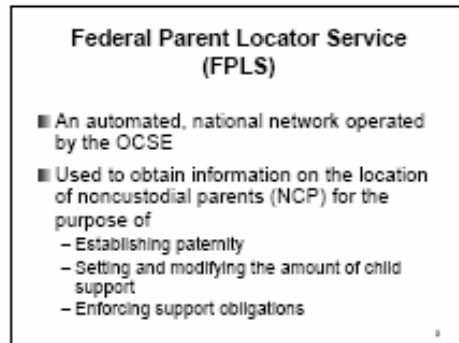 Federal Parent Locator Service
(FPLS)
An automated, national network operated
by the OCSE
Used to obtain information on the location
of noncustodial parents (NCP) for the
purpose of
– Establishing paternity
– Setting and modifying the amount of child
support
– Enforcing support obligations